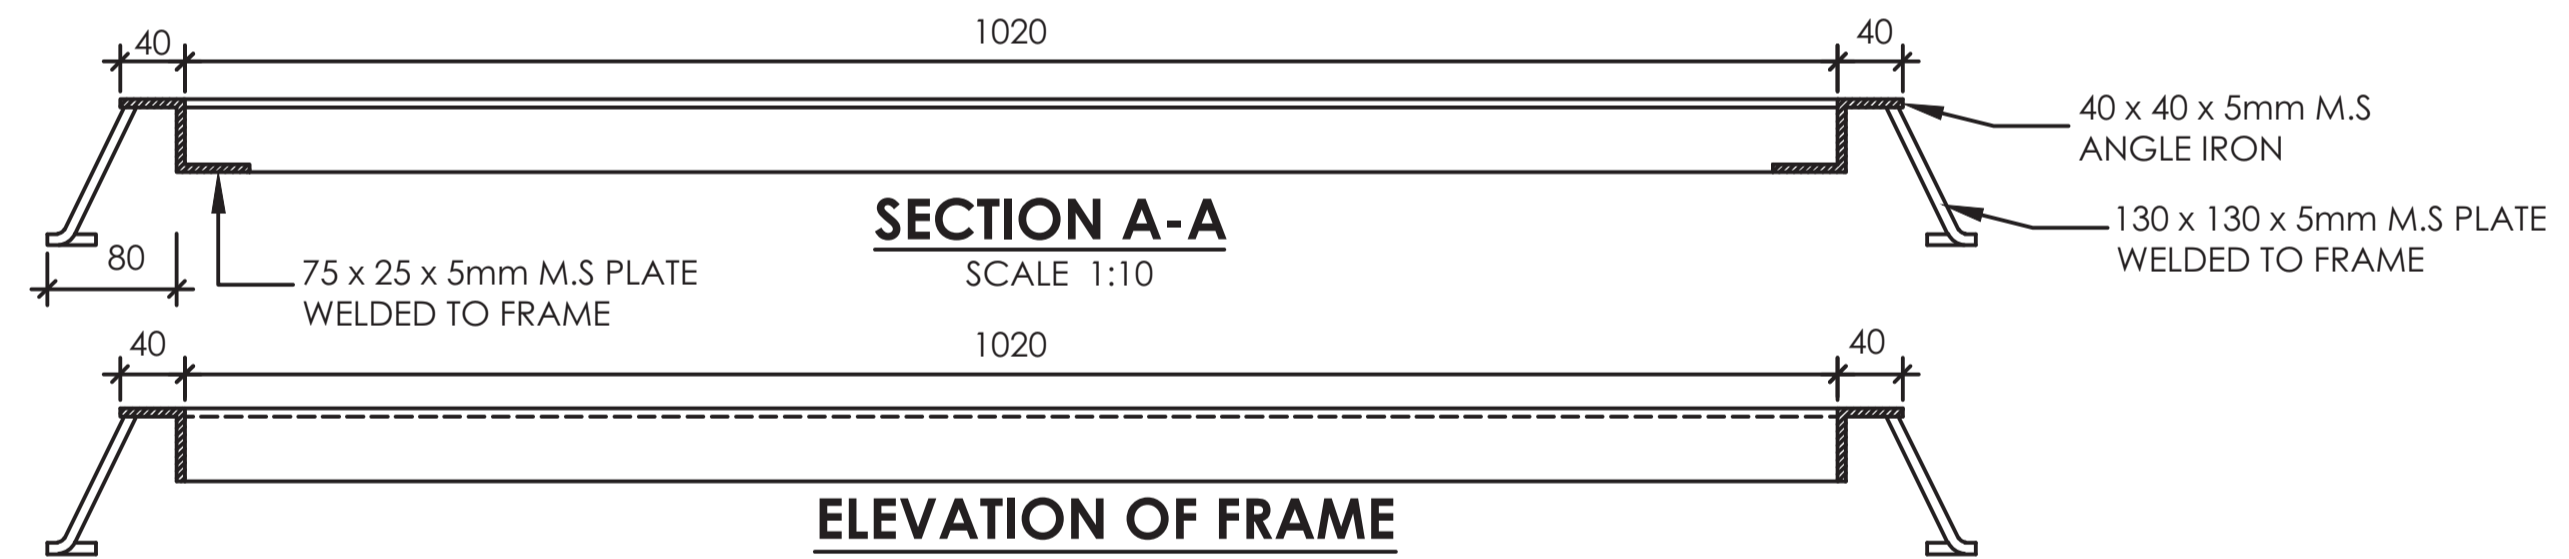 40 1020 40
40 x 40 x 5mm M.S
ANGLE IRON
130 x 130 x 5mm M.S PLATE
WELDED TO FRAME
SECTION A-A
SCALE 1:10
80
75 x 25 x 5mm M.S PLATE
WELDED TO FRAME
40 1020 40
ELEVATION OF FRAME